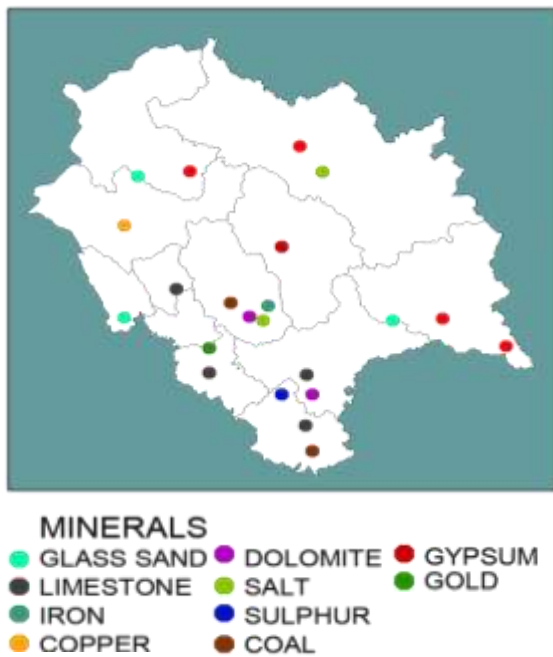 MINERALS
GLASS SAND DOLOMITE GYPSUM
LIMESTONE SALT GOLD
IRON SULPHUR
COPPER COAL